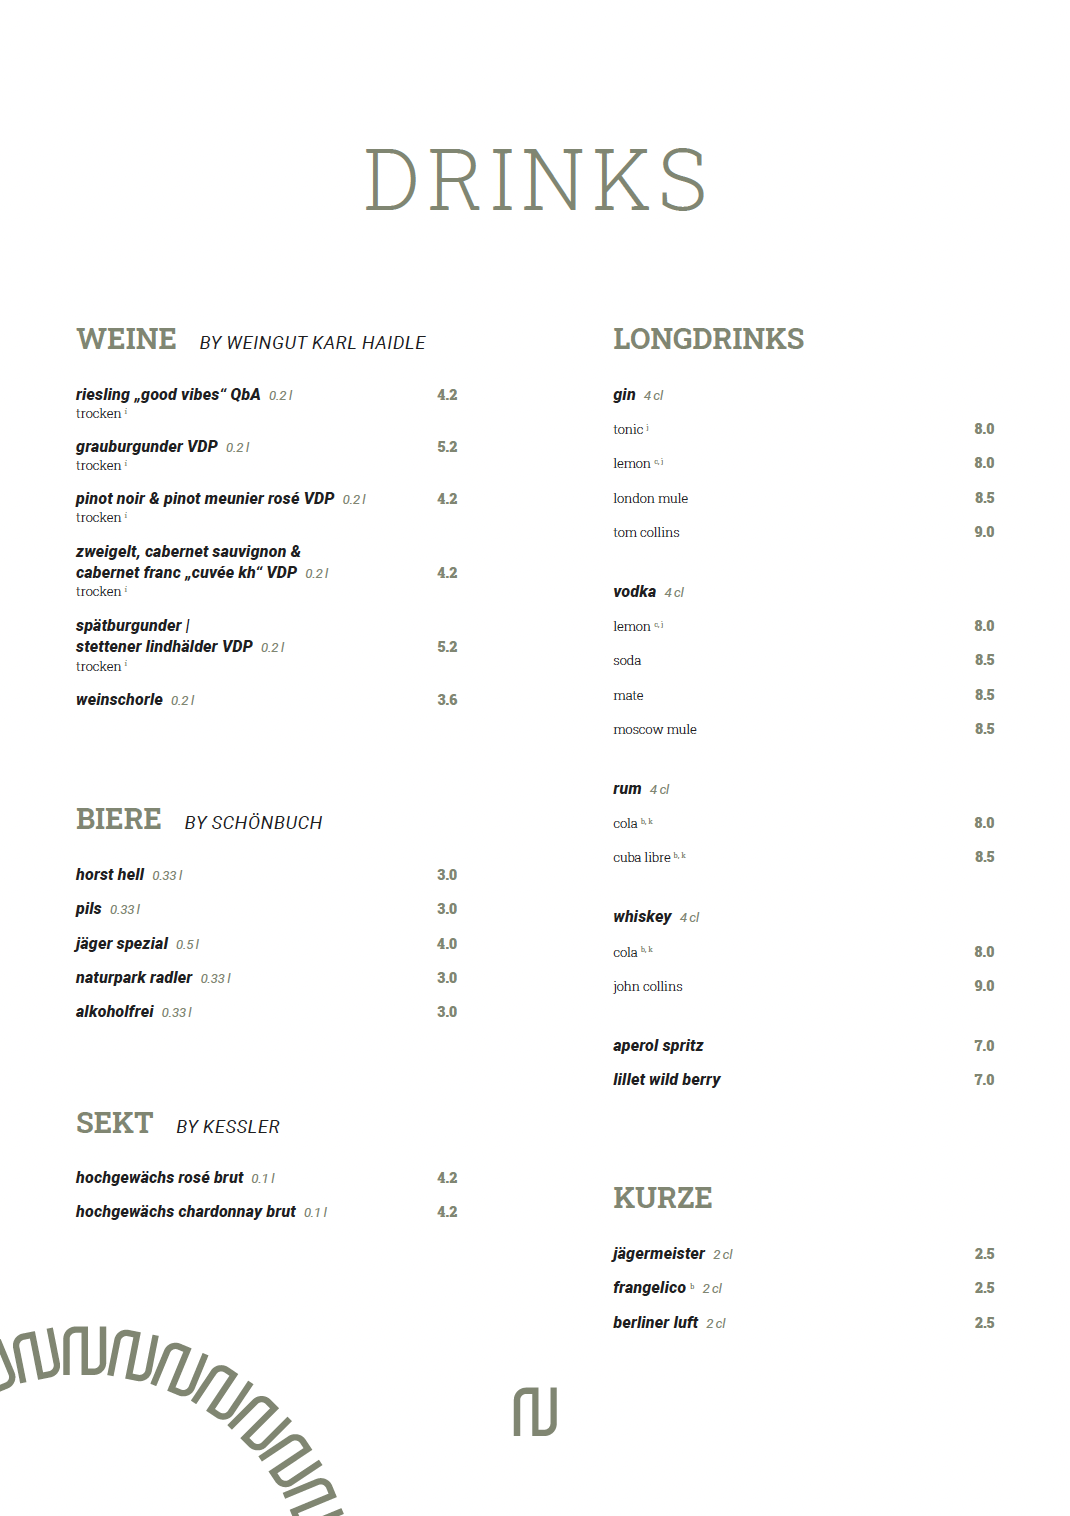 DRINKS
WEINE BY WEINGUT KARL HAIDLE
riesling „good vibes“ QbA 0.2 l 4.2
trocken i
grauburgunder VDP 0.2 l 5.2
trocken i
pinot noir & pinot meunier rosé VDP 0.2 l 4.2
trocken i
zweigelt, cabernet sauvignon &
cabernet franc „cuvée kh“ VDP 0.2 l 4.2
trocken i
spätburgunder |
stettener lindhälder VDP 0.2 l 5.2
trocken i
weinschorle 0.2 l 3.6
BIERE BY SCHÖNBUCH
horst hell 0.33 l 3.0
pils 0.33 l 3.0
jäger spezial 0.5 l 4.0
naturpark radler 0.33 l 3.0
alkoholfrei 0.33 l 3.0
SEKT BY KESSLER
hochgewächs rosé brut 0.1 l 4.2
hochgewächs chardonnay brut 0.1 l 4.2
LONGDRINKS
gin 4 cl
tonic j 8.0
lemon c, j 8.0
london mule 8.5
tom collins 9.0
vodka 4 cl
lemon c, j 8.0
soda 8.5
mate 8.5
moscow mule 8.5
rum 4 cl
cola b, k 8.0
cuba libre b, k 8.5
whiskey 4 cl
cola b, k 8.0
john collins 9.0
aperol spritz 7.0
lillet wild berry 7.0
KURZE
jägermeister 2 cl 2.5
frangelico b 2 cl 2.5
berliner luft 2 cl 2.5